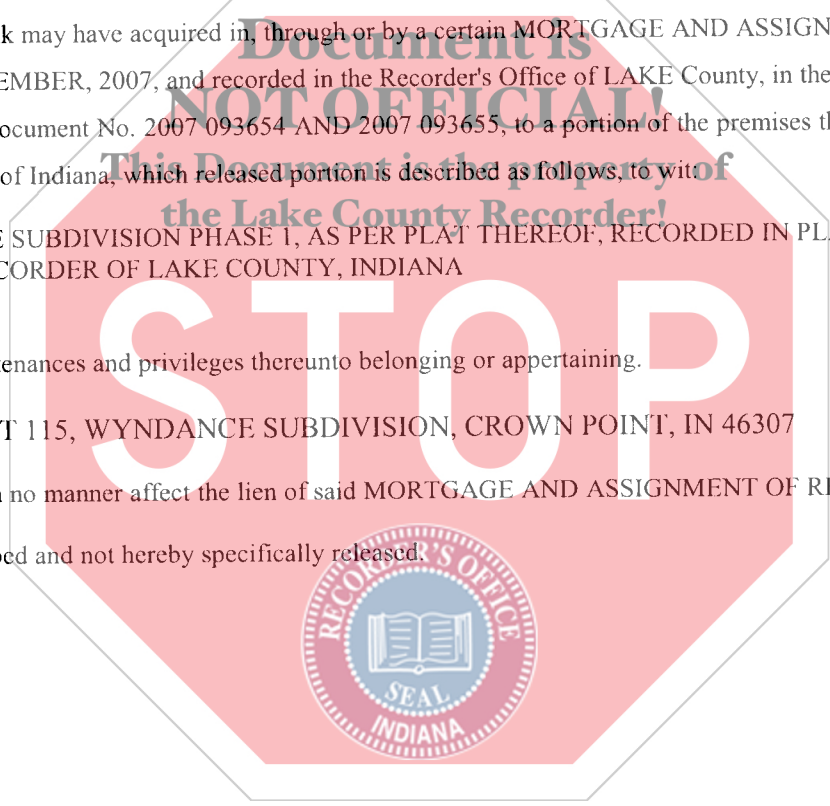 k may have acquired in, through or by a certain MORTGAGE AND ASSIGN
Document is
EMBER, 2007, and recorded in the Recorder's Office of LAKE County, in the
NOT OFFICIAL!
ocument No. 2007 093654 AND 2007 093655, to a portion of the premises th
This Document is the property of
of Indiana, which released portion is described as follows, to wit:
the Lake County Recorder!
E SUBDIVISION PHASE 1, AS PER PLAT THEREOF, RECORDED IN PLA
CORDER OF LAKE COUNTY, INDIANA
STOP
enances and privileges thereunto belonging or appertaining.
T 115, WYNDANCE SUBDIVISION, CROWN POINT, IN 46307
n no manner affect the lien of said MORTGAGE AND ASSIGNMENT OF RE
bed and not hereby specifically released.
RECORDER'S OFFICE
SEAL
INDIANA